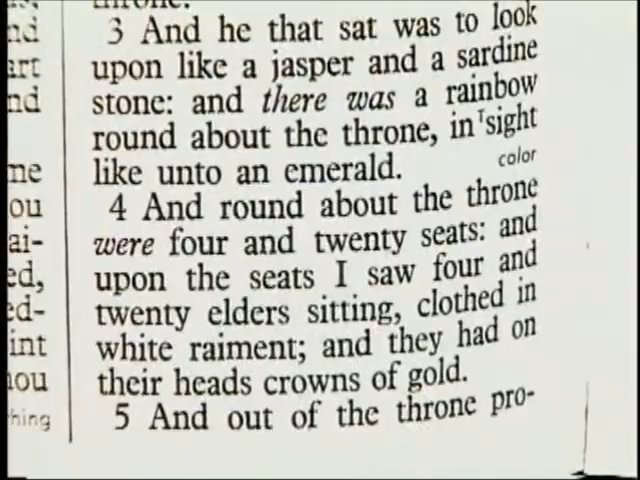 throne.
3 And he that sat was to look
upon like a jasper and a sardine
stone: and there was a rainbow
round about the throne, in ᵀsight
like unto an emerald.
color
4 And round about the throne
were four and twenty seats: and
upon the seats I saw four and
twenty elders sitting, clothed in
white raiment; and they had on
their heads crowns of gold.
5 And out of the throne pro-